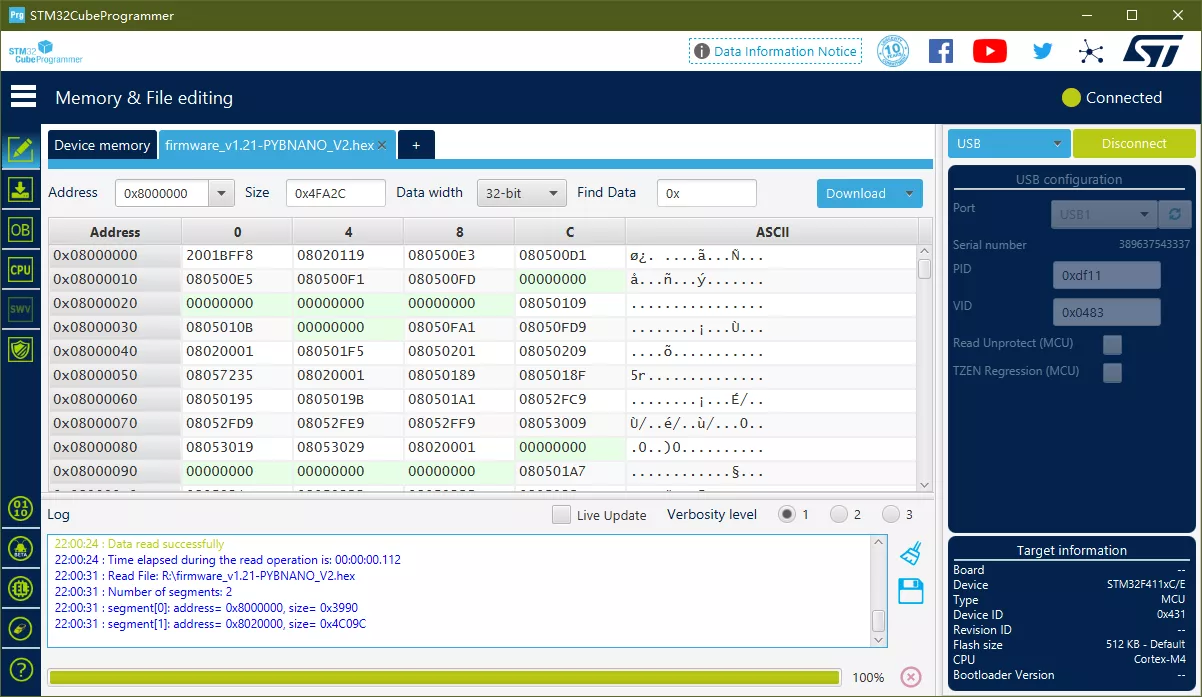 Prg STM32CubeProgrammer
STM32 CubeProgrammer
Data Information Notice
10 YEARS
ST
Memory & File editing
Connected
Device memory
firmware_v1.21-PYBNANO_V2.hex
+
USB
Disconnect
Address 0x8000000 Size 0x4FA2C Data width 32-bit Find Data 0x Download
Address 0 4 8 C ASCII
0x08000000 2001BFF8 08020119 080500E3 080500D1 ø¿. ....ã...Ñ...
0x08000010 080500E5 080500F1 080500FD 00000000 å...ñ...ý.......
0x08000020 00000000 00000000 00000000 08050109 ................
0x08000030 0805010B 00000000 08050FA1 08050FD9 ........¡...Ù...
0x08000040 08020001 080501F5 08050201 08050209 ....õ...........
0x08000050 08057235 08020001 08050189 0805018F 5r..............
0x08000060 08050195 0805019B 080501A1 08052FC9 ........¡...É/..
0x08000070 08052FD9 08052FE9 08052FF9 08053009 Ù/..é/..ù/...0..
0x08000080 08053019 08053029 08020001 00000000 .0..)0..........
0x08000090 00000000 00000000 00000000 080501A7 ............§...
OB
CPU
SWV
01
10
BETA
?
USB configuration
Port USB1
Serial number 389637543337
PID 0xdf11
VID 0x0483
Read Unprotect (MCU)
TZEN Regression (MCU)
Log
Live Update Verbosity level 1 2 3
22:00:24 : Data read successfully
22:00:24 : Time elapsed during the read operation is: 00:00:00.112
22:00:31 : Read File: R:\firmware_v1.21-PYBNANO_V2.hex
22:00:31 : Number of segments: 2
22:00:31 : segment[0]: address= 0x8000000, size= 0x3990
22:00:31 : segment[1]: address= 0x8020000, size= 0x4C09C
100%
Target information
Board --
Device STM32F411xC/E
Type MCU
Device ID 0x431
Revision ID --
Flash size 512 KB - Default
CPU Cortex-M4
Bootloader Version --